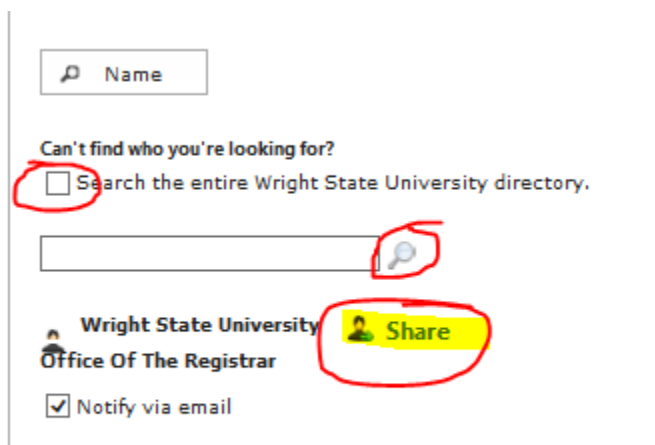 Name
Can't find who you're looking for?
Search the entire Wright State University directory.
Wright State University Share
Office Of The Registrar
Notify via email